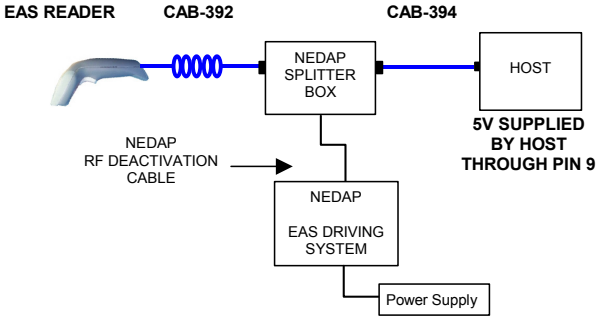 EAS READER
CAB-392
CAB-394
NEDAP
SPLITTER
BOX
HOST
5V SUPPLIED
BY HOST
THROUGH PIN 9
NEDAP
RF DEACTIVATION
CABLE
NEDAP
EAS DRIVING
SYSTEM
Power Supply